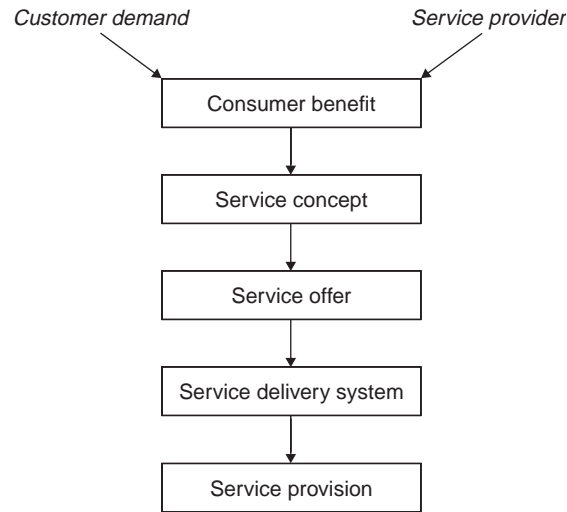 Customer demand
Service provider
Consumer benefit
Service concept
Service offer
Service delivery system
Service provision